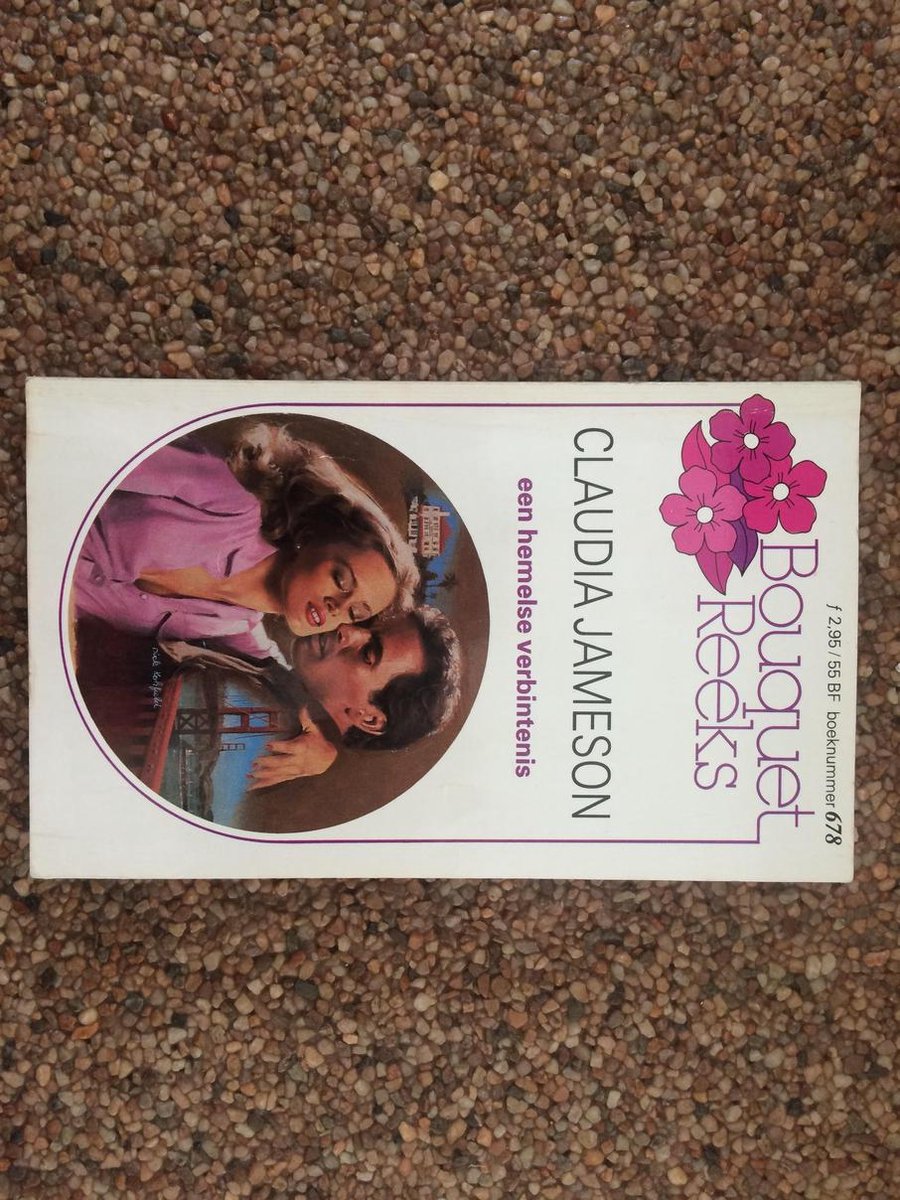 ƒ 2,95 / 55 BF boeknummer 678
Bouquet
Reeks
CLAUDIA JAMESON
een hemelse verbintenis